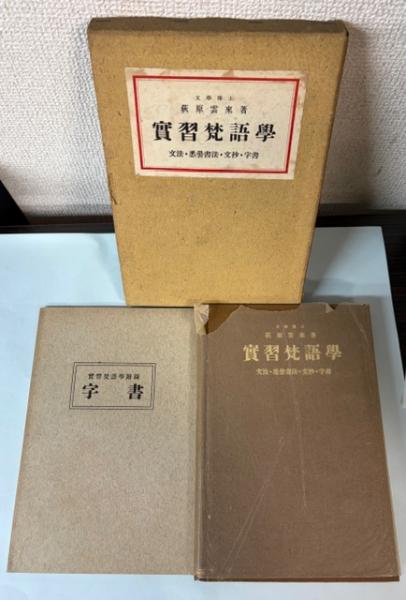 文學博士
荻原雲來著
實習梵語學
文法・悉曇書法・文抄・字書
實習梵語學附録
字書
文學博士
荻原雲來著
實習梵語學
文法・悉曇書法・文抄・字書